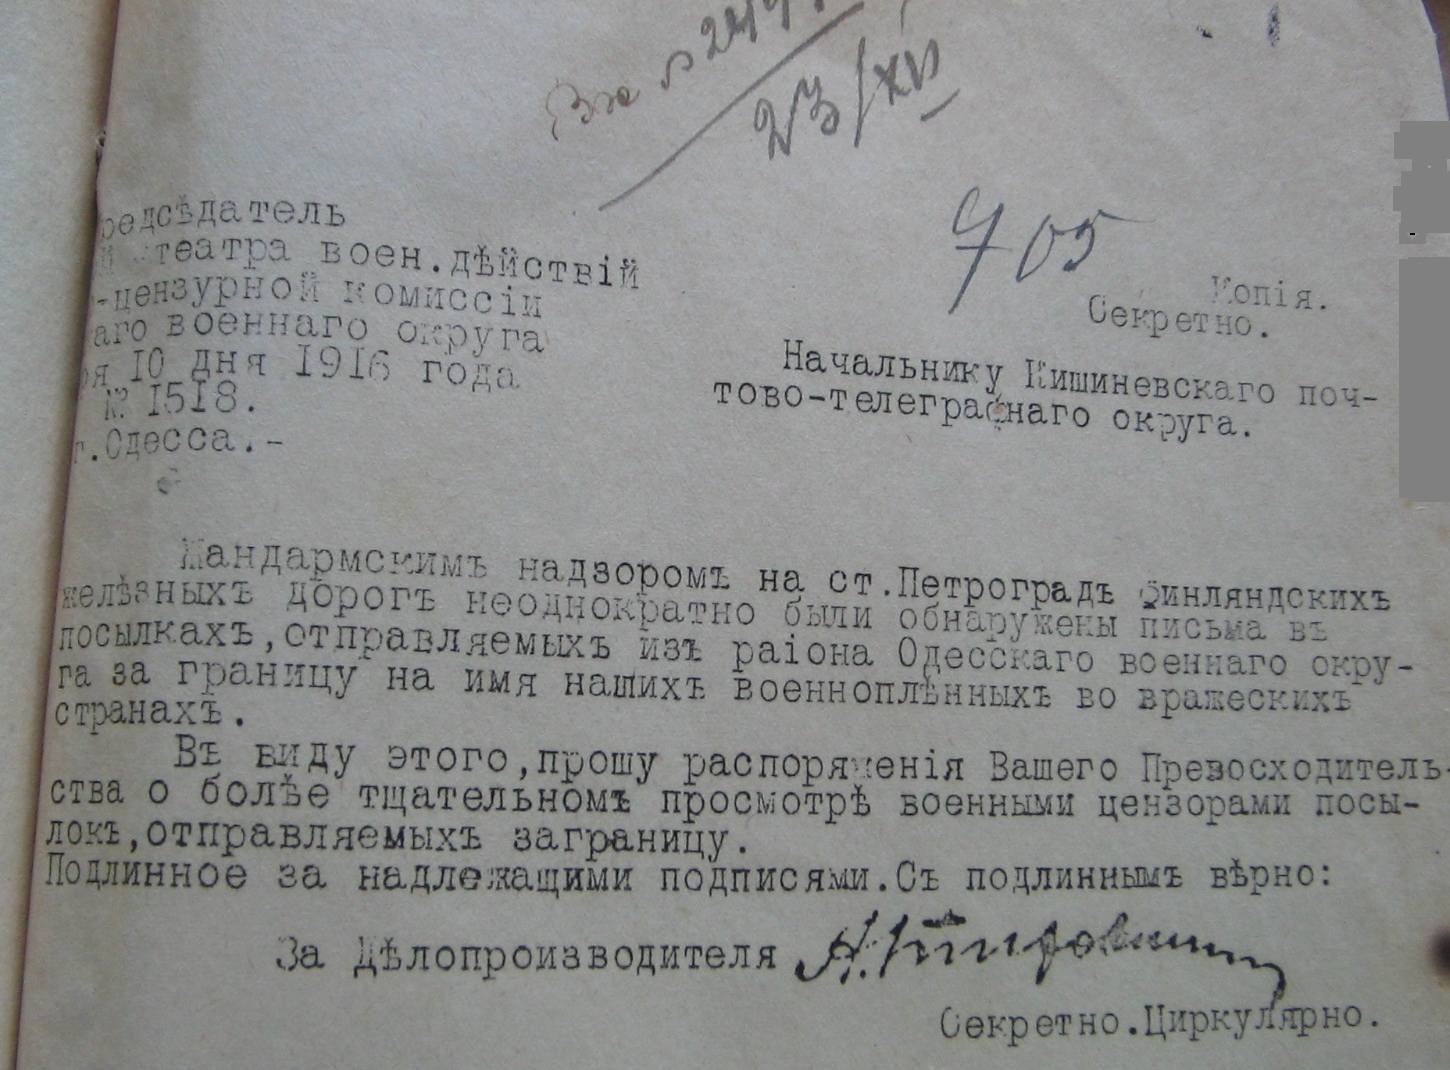 23/XII
705
редсѣдатель
театра воен.дѣйствій
-цензурной комиссіи
аго военнаго округа
ря 10 дня 1916 года
№ 1518.
г.Одесса.-
Копія.
Секретно.
Начальнику Кишиневскаго поч-
тово-телеграфнаго округа.
Жандармскимъ надзоромъ на ст.Петроградъ Финляндскихъ
желѣзныхъ дорогъ неоднократно были обнаружены письма въ
посылкахъ,отправляемыхъ изъ раіона Одесскаго военнаго окру-
га за границу на имя нашихъ военноплѣнныхъ во вражескихъ
странахъ.
Въ виду этого,прошу распоряженія Вашего Превосходитель-
ства о болѣе тщательномъ просмотрѣ военными цензорами посы-
локъ,отправляемыхъ заграницу.
Подлинное за надлежащими подписями.Съ подлиннымъ вѣрно:
За Дѣлопроизводителя
Секретно.Циркулярно.